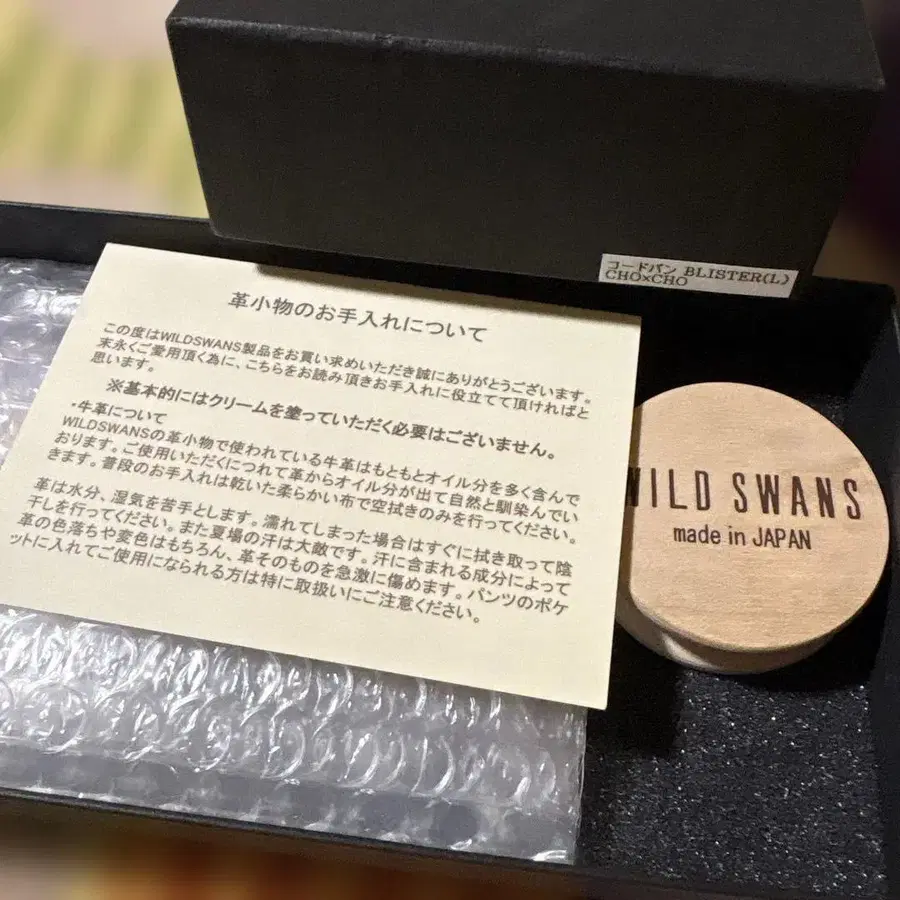 コードバン BLISTER(L)
CHO×CHO
革小物のお手入れについて
この度はWILDSWANS製品をお買い求めいただき誠にありがとうございます。
末永くご愛用頂く為に、こちらをお読み頂きお手入れに役立てて頂ければと
思います。
※基本的にはクリームを塗っていただく必要はございません。
・牛革について
WILDSWANSの革小物で使われている牛革はもともとオイル分を多く含んで
おります。ご使用いただくにつれて革からオイル分が出て自然と馴染んでい
きます。普段のお手入れは乾いた柔らかい布で空拭きのみを行ってください。
革は水分、湿気を苦手とします。濡れてしまった場合はすぐに拭き取って陰
干しを行ってください。また夏場の汗は大敵です。汗に含まれる成分によって
革の色落ちや変色はもちろん、革そのものを急激に傷めます。パンツのポケ
ットに入れてご使用になられる方は特に取扱いにご注意ください。
WILD SWANS
made in JAPAN